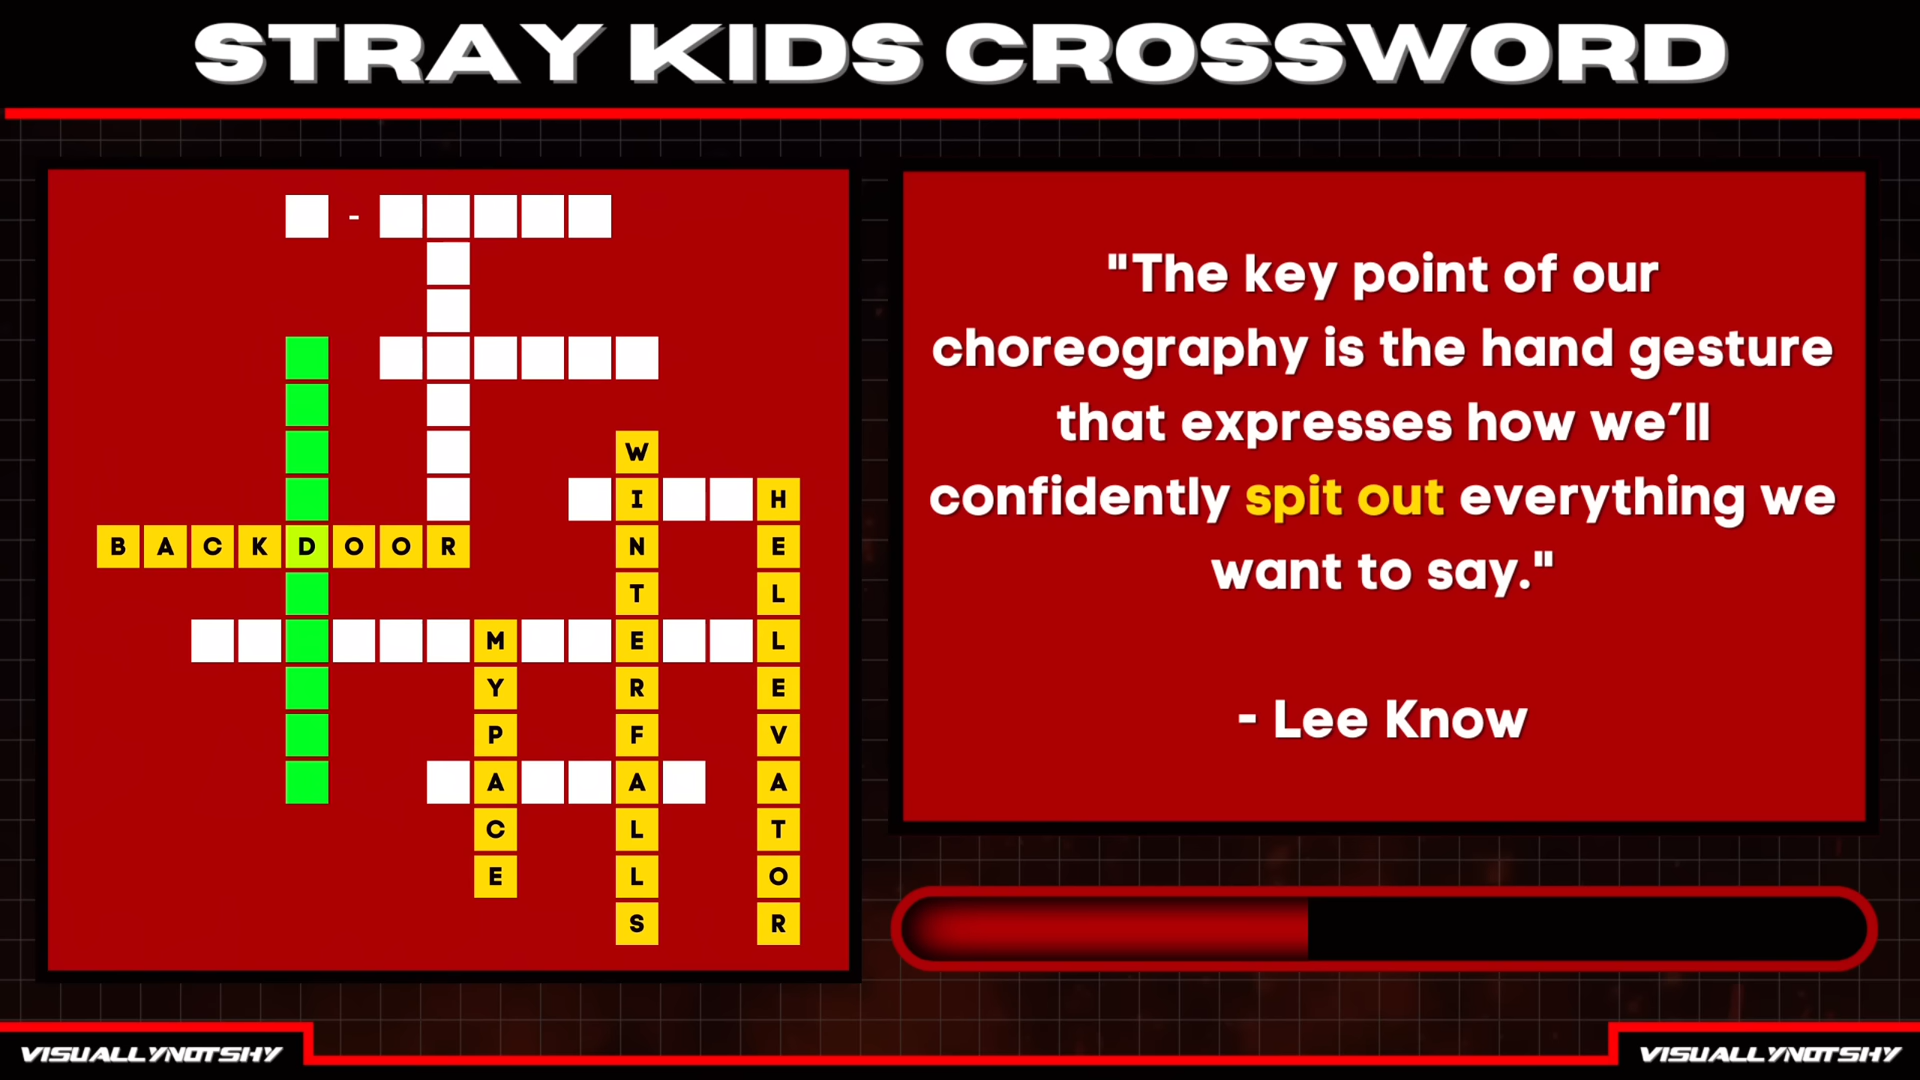 STRAY KIDS CROSSWORD
-
W
I
H
BACKDOOR
N
E
T
L
M
E
L
Y
R
E
P
F
V
A
A
A
C
L
T
E
L
O
S
R
"The key point of our
choreography is the hand gesture
that expresses how we’ll
confidently spit out everything we
want to say."
- Lee Know
VISUALLYNOTSHY
VISUALLYNOTSHY